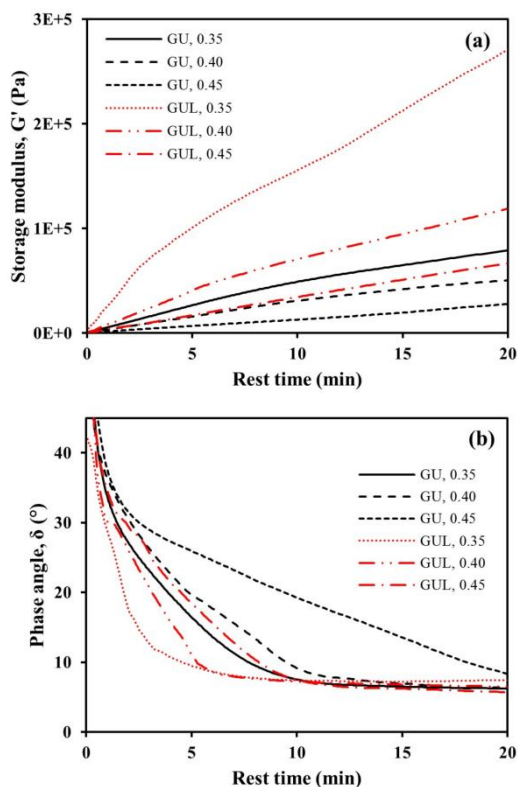 3E+5
(a)
GU, 0.35
GU, 0.40
GU, 0.45
GUL, 0.35
GUL, 0.40
GUL, 0.45
2E+5
1E+5
0E+0
Storage modulus, G' (Pa)
0 5 10 15 20
Rest time (min)
(b)
40
GU, 0.35
GU, 0.40
GU, 0.45
GUL, 0.35
GUL, 0.40
GUL, 0.45
30
20
10
0
Phase angle, δ (°)
0 5 10 15 20
Rest time (min)